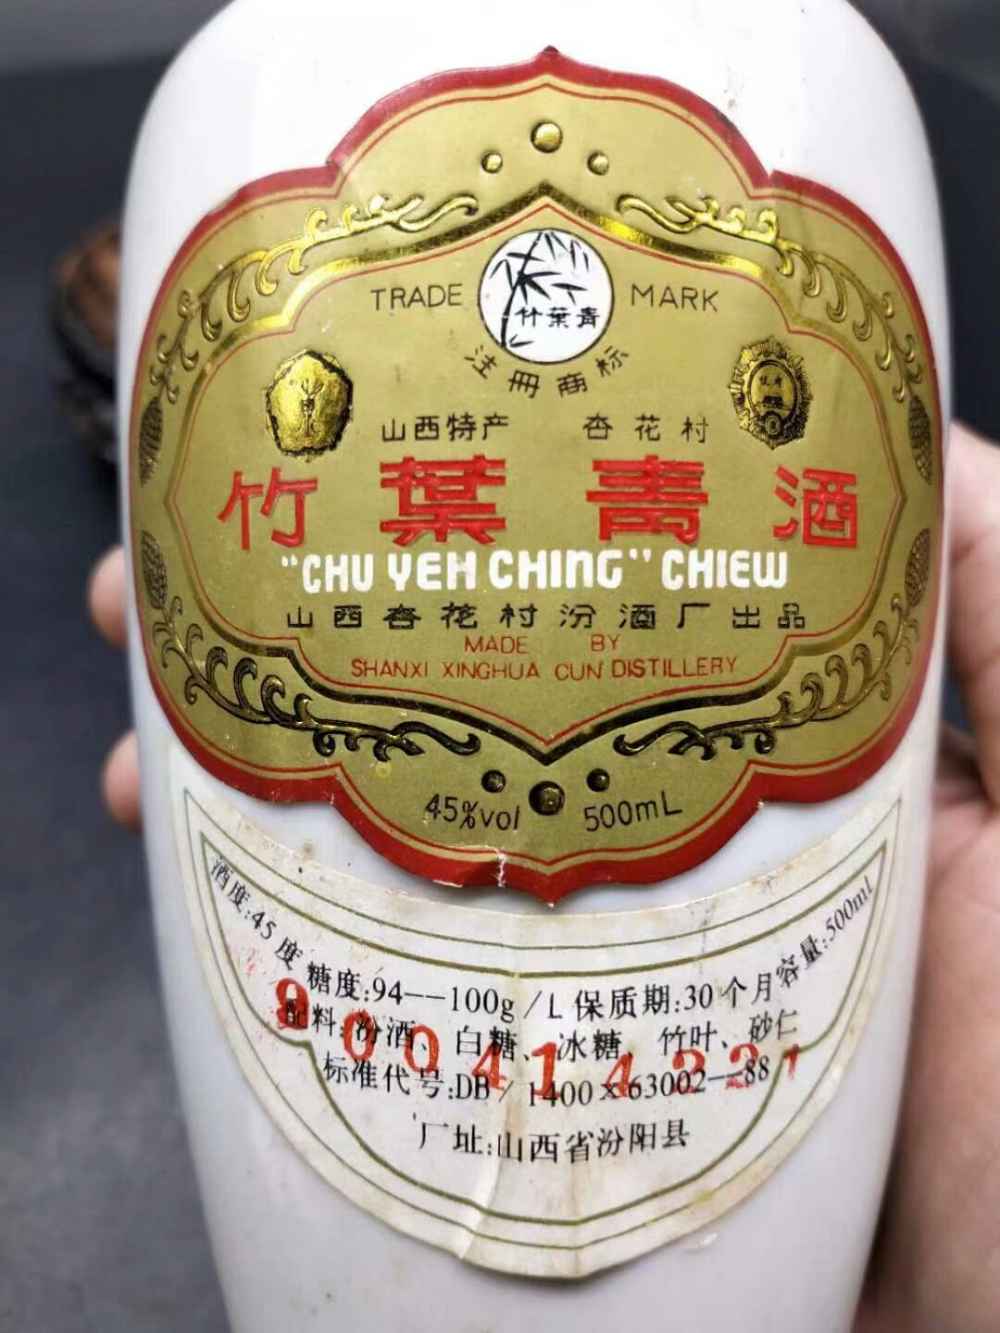 TRADE MARK
竹葉青
注册商标
山西特产 杏花村
竹葉青酒
"CHU YEH CHING" CHIEW
山西杏花村汾酒厂出品
MADE BY
SHANXI XINGHUA CUN DISTILLERY
45%vol 500mL
酒度:45度 糖度:94——100g/L 保质期:30个月 容量:500ml
配料:汾酒、白糖、冰糖、竹叶、砂仁
标准代号:DB/1400×63002—88
厂址:山西省汾阳县